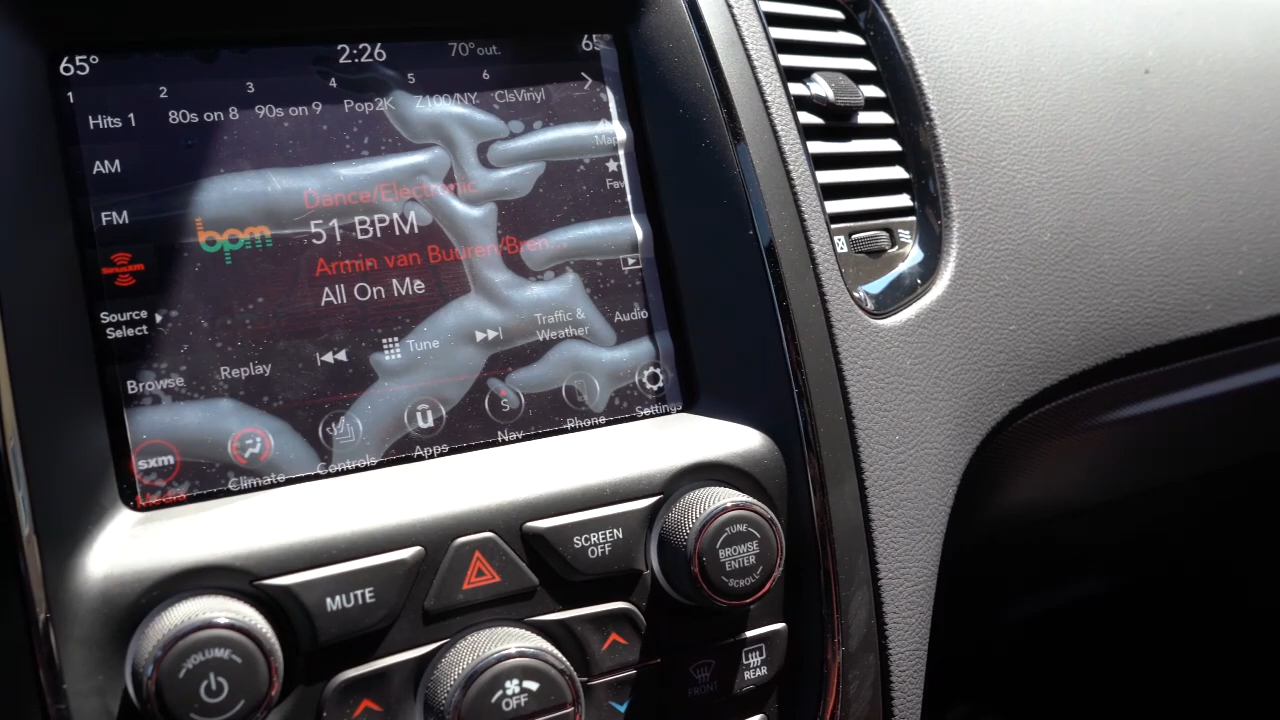 65° 2:26 70° out. 65°
1 2 3 4 5 6
Hits 1 80s on 8 90s on 9 Pop2K Z100/NY ClsVinyl
AM
Map
FM
Fav
bpm
Dance/Electronic
51 BPM
Armin van Buuren/Bren...
All On Me
siriusxm
Source
Select
Browse
Replay
Tune
Traffic &
Weather
Audio
sxm
Media
Climate
Controls
ū
Apps
S
Nav
Phone
Settings
MUTE
SCREEN
OFF
TUNE
BROWSE
ENTER
SCROLL
VOLUME
OFF
FRONT
REAR